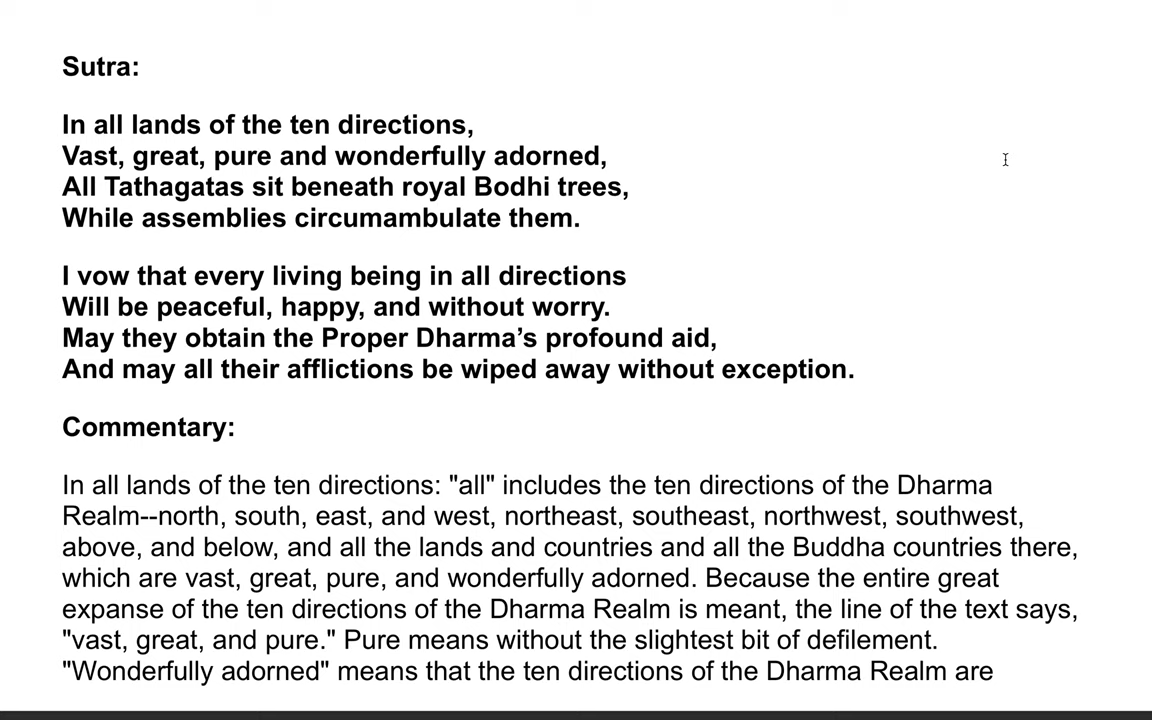 Sutra:
In all lands of the ten directions,
Vast, great, pure and wonderfully adorned,
All Tathagatas sit beneath royal Bodhi trees,
While assemblies circumambulate them.
I vow that every living being in all directions
Will be peaceful, happy, and without worry.
May they obtain the Proper Dharma’s profound aid,
And may all their afflictions be wiped away without exception.
Commentary:
In all lands of the ten directions: "all" includes the ten directions of the Dharma
Realm--north, south, east, and west, northeast, southeast, northwest, southwest,
above, and below, and all the lands and countries and all the Buddha countries there,
which are vast, great, pure, and wonderfully adorned. Because the entire great
expanse of the ten directions of the Dharma Realm is meant, the line of the text says,
"vast, great, and pure." Pure means without the slightest bit of defilement.
"Wonderfully adorned" means that the ten directions of the Dharma Realm are